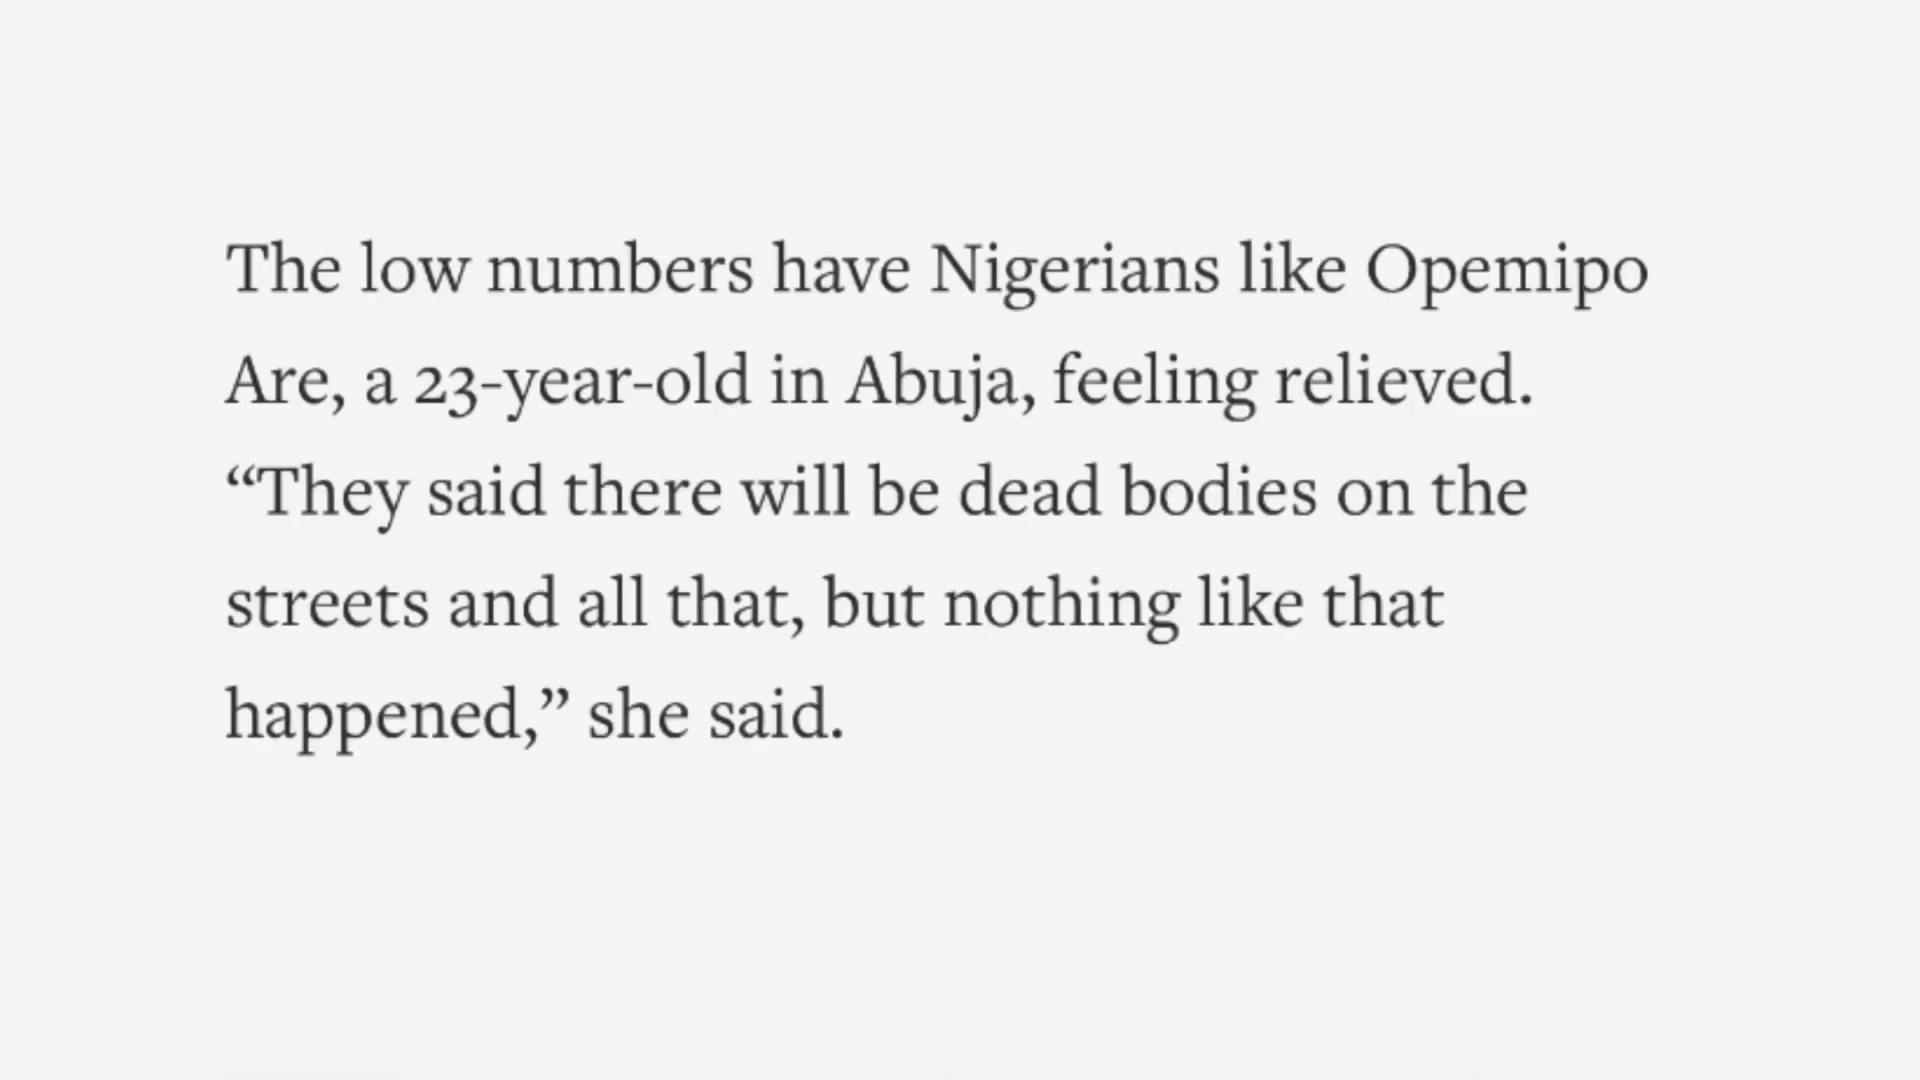 The low numbers have Nigerians like Opemipo
Are, a 23-year-old in Abuja, feeling relieved.
“They said there will be dead bodies on the
streets and all that, but nothing like that
happened,” she said.